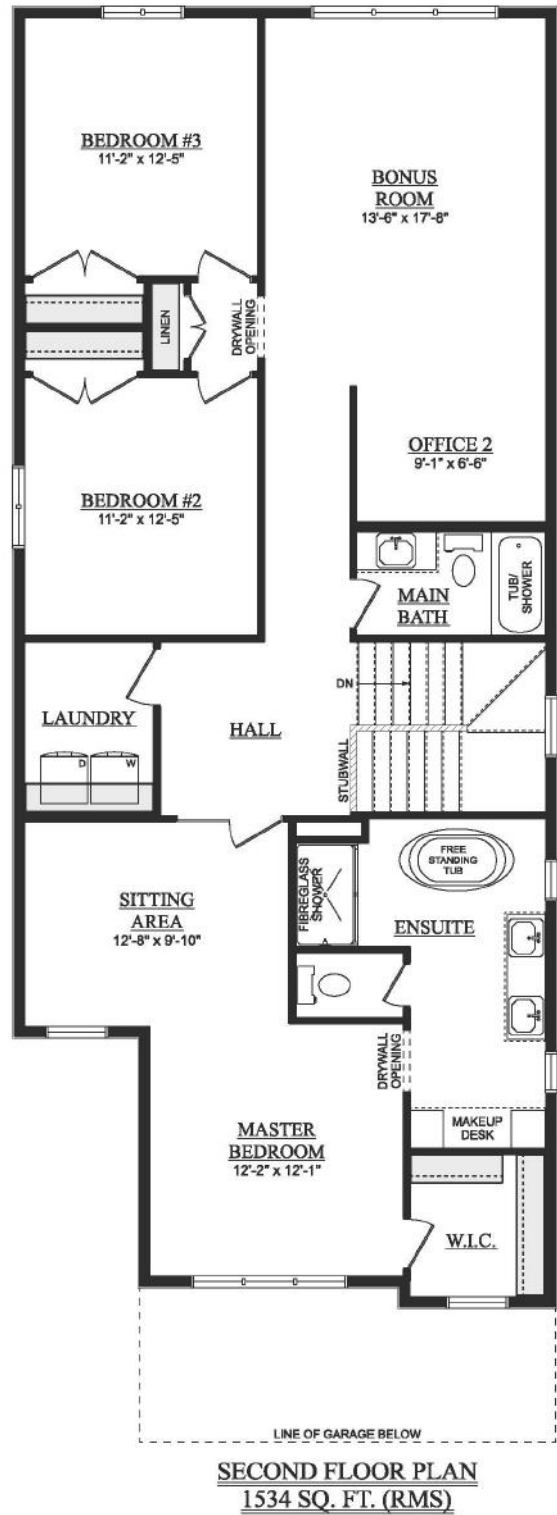 BEDROOM #3
11'-2" x 12'-5"
BONUS
ROOM
13'-6" x 17'-8"
LINEN
DRYWALL
OPENING
OFFICE 2
9'-1" x 6'-6"
BEDROOM #2
11'-2" x 12'-5"
MAIN
BATH
TUB/
SHOWER
DN
LAUNDRY
D
W
HALL
STUBWALL
FREE
STANDING
TUB
FIBREGLASS
SHOWER
SITTING
AREA
12'-8" x 9'-10"
ENSUITE
DRYWALL
OPENING
MAKEUP
DESK
MASTER
BEDROOM
12'-2" x 12'-1"
W.I.C.
LINE OF GARAGE BELOW
SECOND FLOOR PLAN
1534 SQ. FT. (RMS)